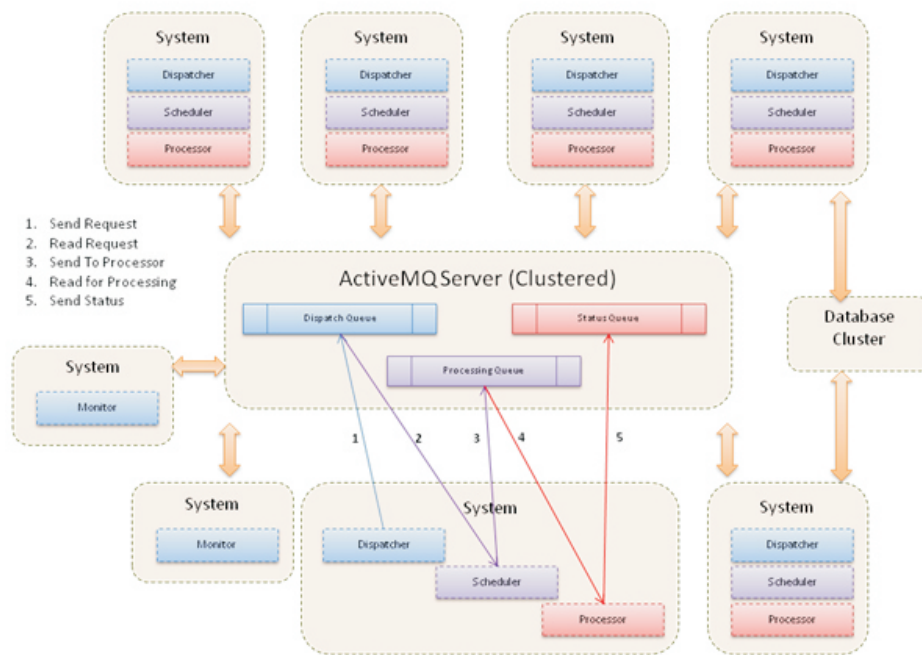 System
Dispatcher
Scheduler
Processor
System
Dispatcher
Scheduler
Processor
System
Dispatcher
Scheduler
Processor
System
Dispatcher
Scheduler
Processor
1. Send Request
2. Read Request
3. Send To Processor
4. Read for Processing
5. Send Status
ActiveMQ Server (Clustered)
Dispatch Queue
Status Queue
Processing Queue
Database
Cluster
System
Monitor
1
2
3
4
5
System
Monitor
System
Dispatcher
Scheduler
Processor
System
Dispatcher
Scheduler
Processor